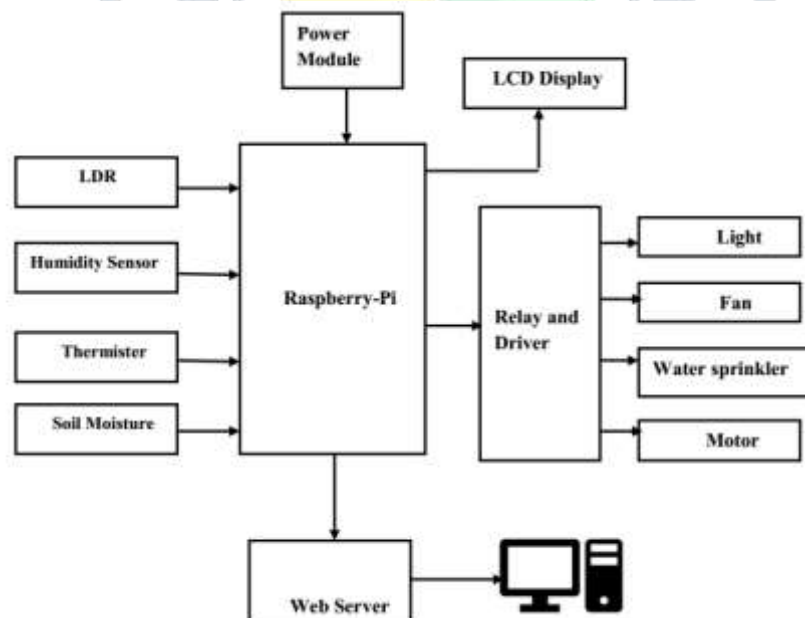 Power
Module
LCD Display
LDR
Humidity Sensor
Thermister
Soil Moisture
Raspberry-Pi
Relay and
Driver
Light
Fan
Water sprinkler
Motor
Web Server